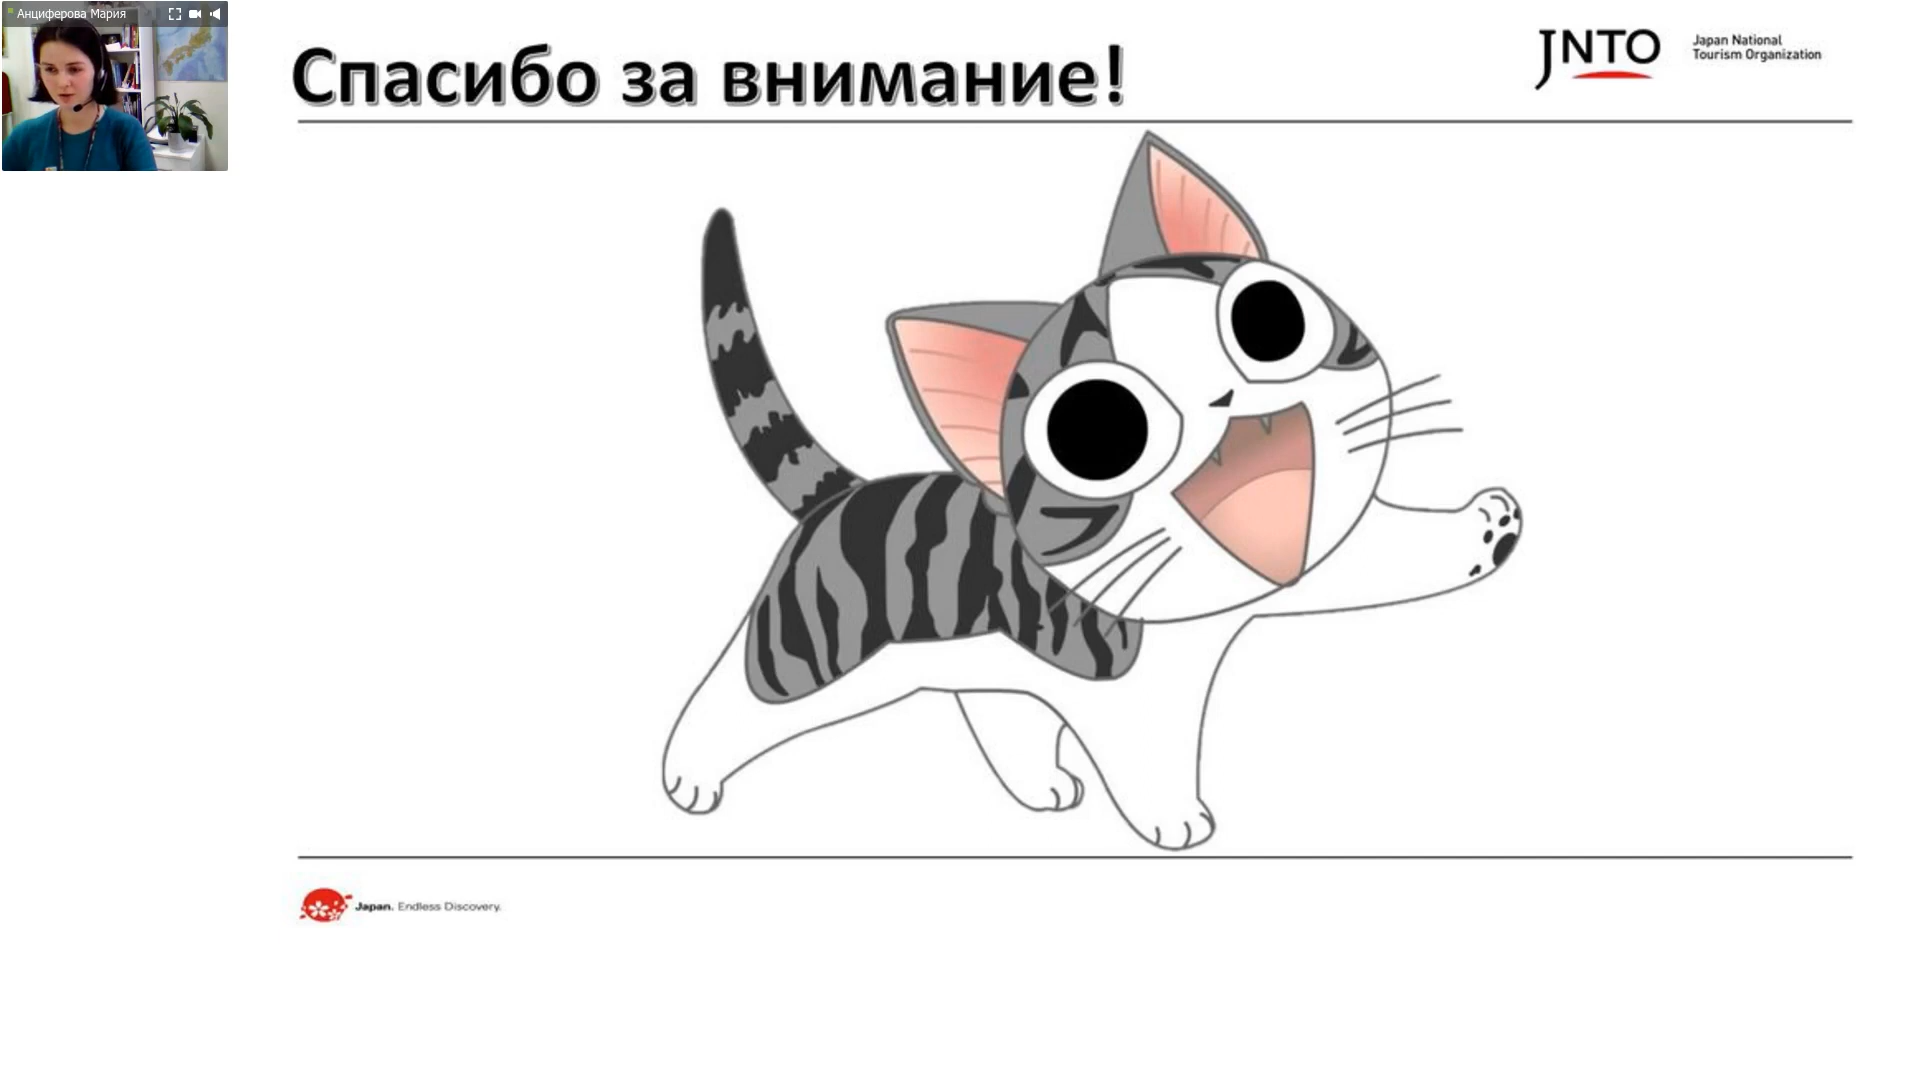 Анциферова Мария
Спасибо за внимание!
JNTO
Japan National
Tourism Organization
Japan. Endless Discovery.